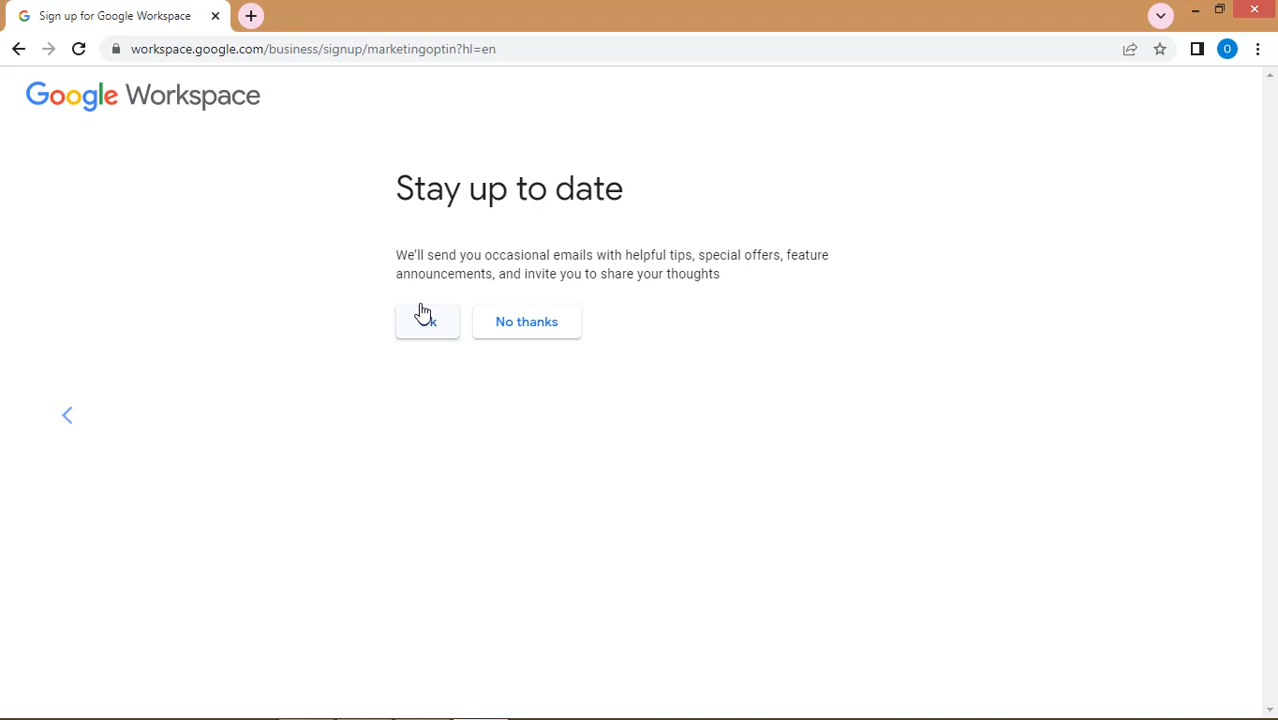 Sign up for Google Workspace
workspace.google.com/business/signup/marketingoptin?hl=en
O
Google Workspace
Stay up to date
We'll send you occasional emails with helpful tips, special offers, feature
announcements, and invite you to share your thoughts
No thanks